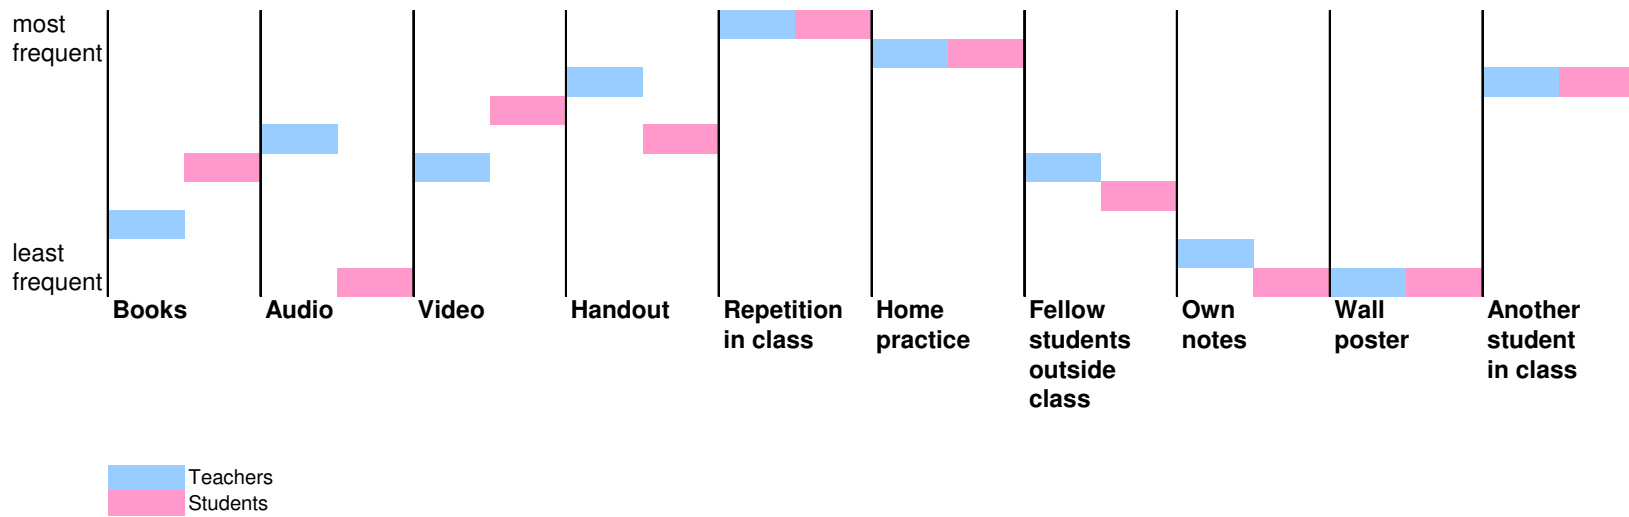 most
frequent
least
frequent
Books
Audio
Video
Handout
Repetition
in class
Home
practice
Fellow
students
outside
class
Own
notes
Wall
poster
Another
student
in class
Teachers
Students